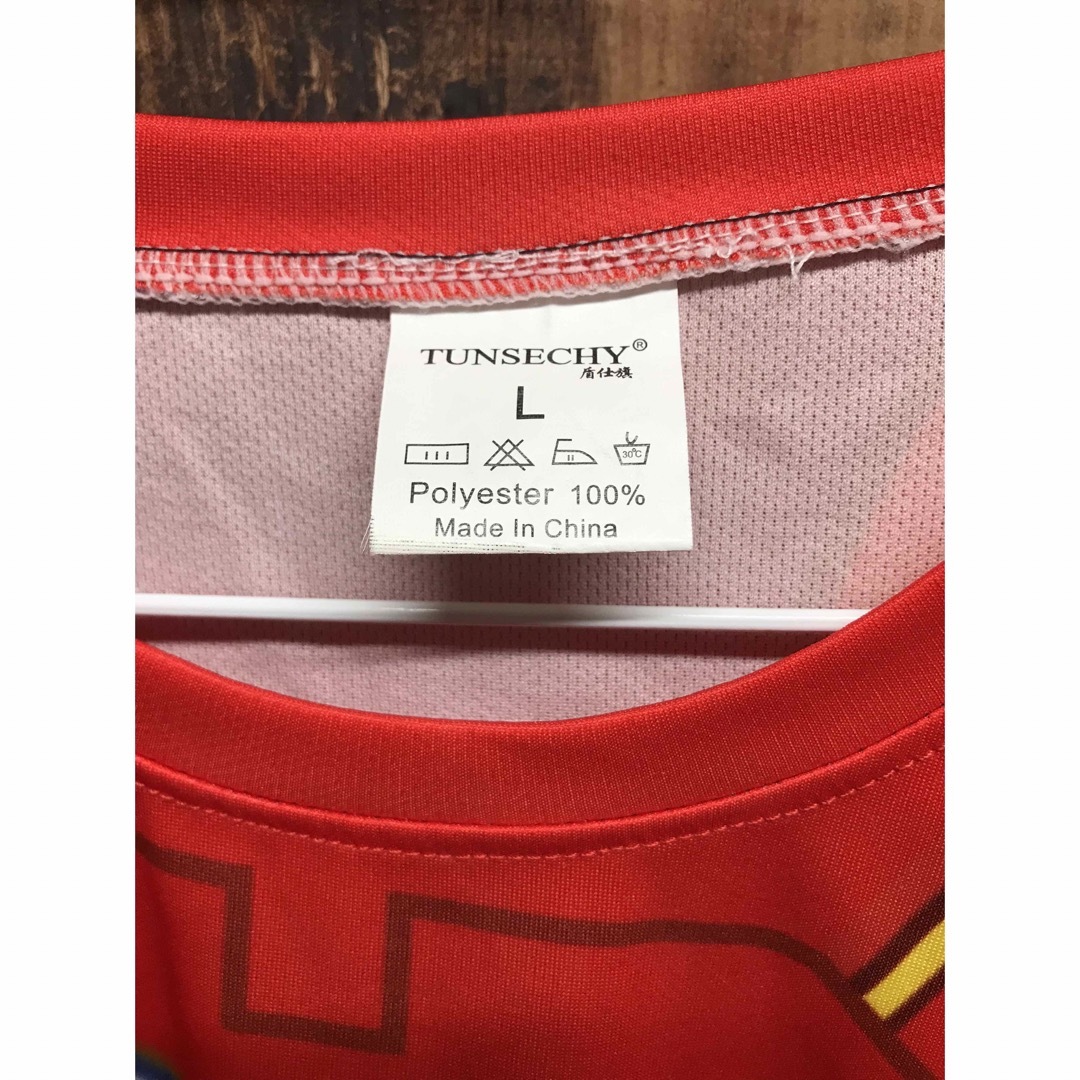 TUNSECHY®
盾仕旗
L
30℃
Polyester 100%
Made In China